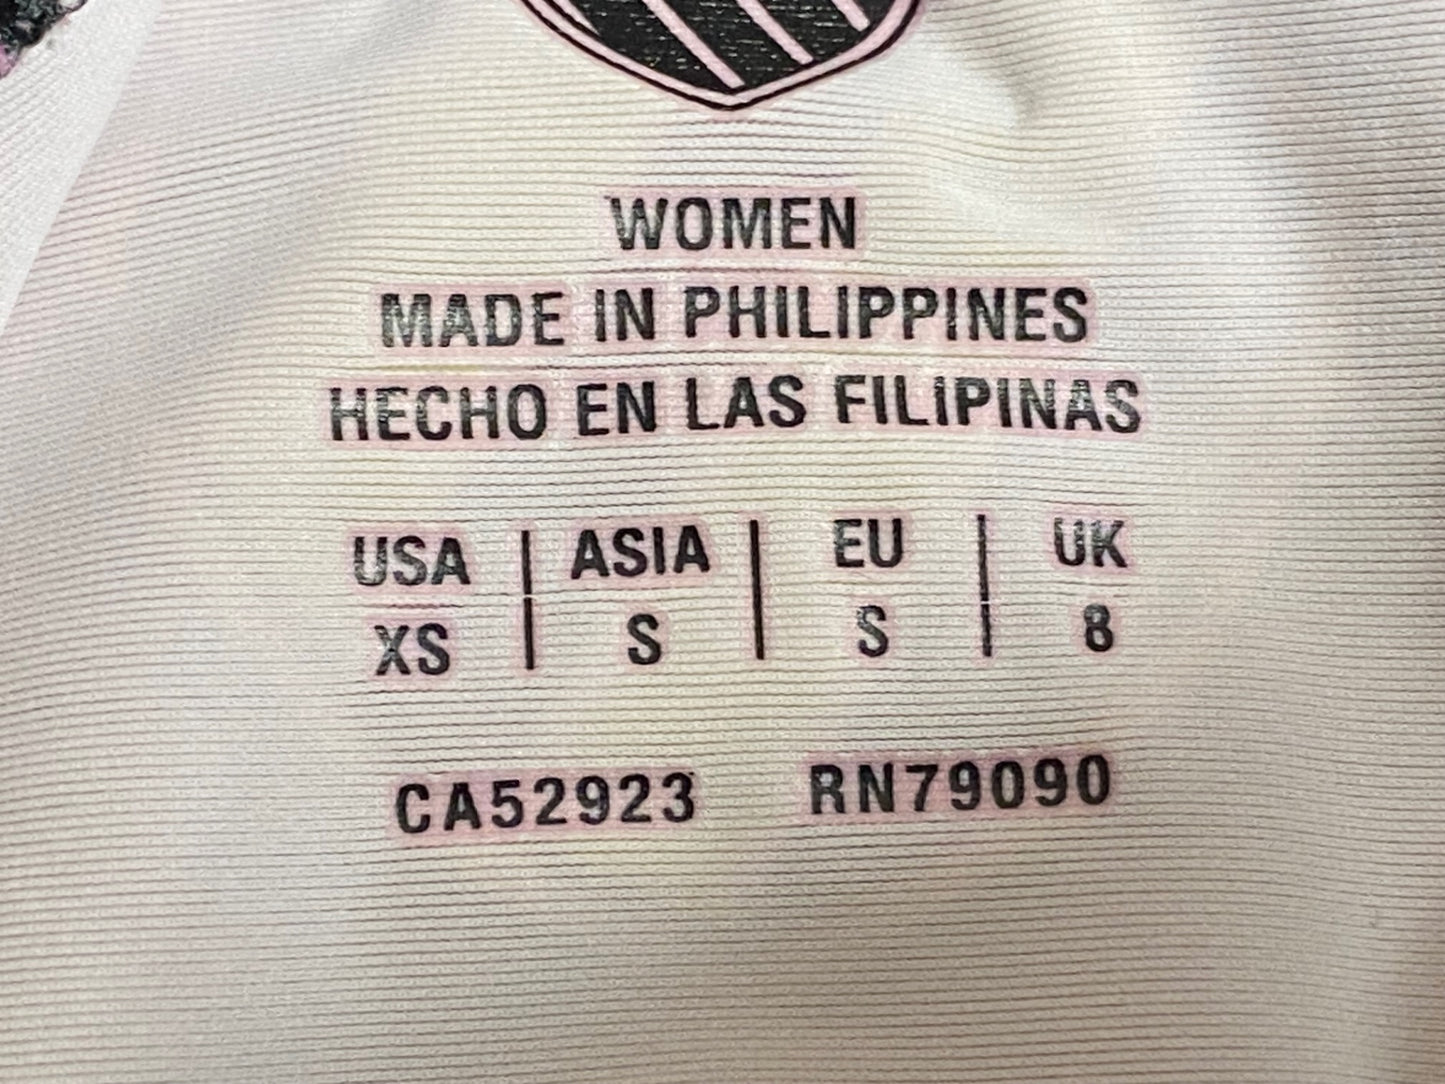 WOMEN
MADE IN PHILIPPINES
HECHO EN LAS FILIPINAS
USA | ASIA | EU | UK
XS | S | S | 8
CA52923 RN79090